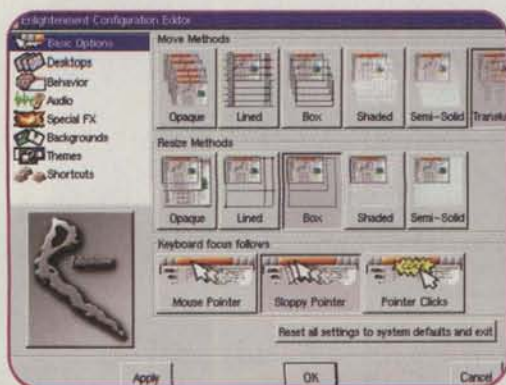 Enlightenment Configuration Editor
Basic Options
Desktops
Behavior
Audio
Special FX
Backgrounds
Themes
Shortcuts
Move Methods
Opaque Lined Box Shaded Semi-Solid
Resize Methods
Opaque Lined Box Shaded Semi-Solid
Keyboard focus follows
Mouse Pointer Sloppy Pointer Pointer Clicks
Reset all settings to system defaults and exit
Apply OK Cancel